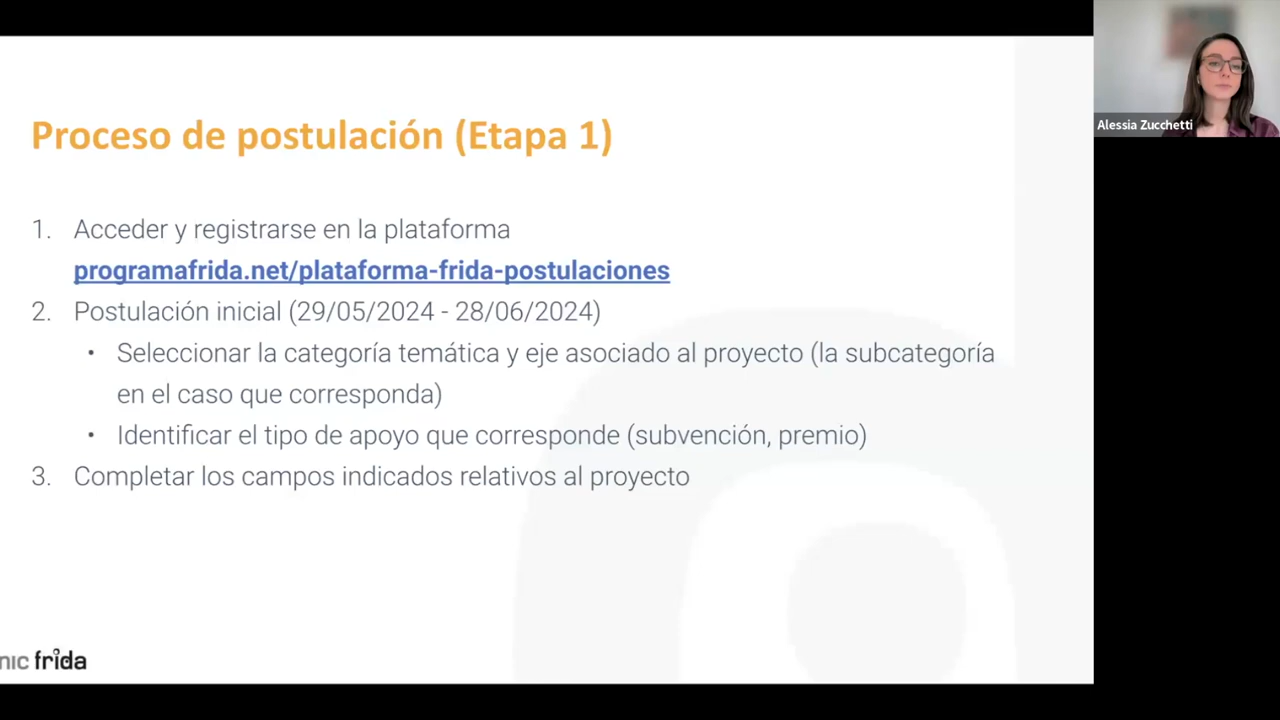 Proceso de postulación (Etapa 1)
1. Acceder y registrarse en la plataforma
programafrida.net/plataforma-frida-postulaciones
2. Postulación inicial (29/05/2024 - 28/06/2024)
• Seleccionar la categoría temática y eje asociado al proyecto (la subcategoría
en el caso que corresponda)
• Identificar el tipo de apoyo que corresponde (subvención, premio)
3. Completar los campos indicados relativos al proyecto
nic frida
Alessia Zucchetti